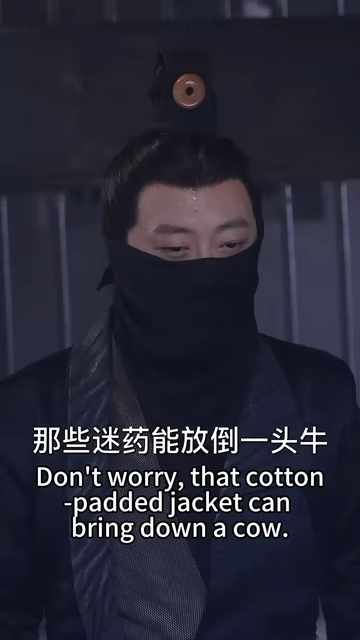 那些迷药能放倒一头牛
Don't worry, that cotton
-padded jacket can
bring down a cow.